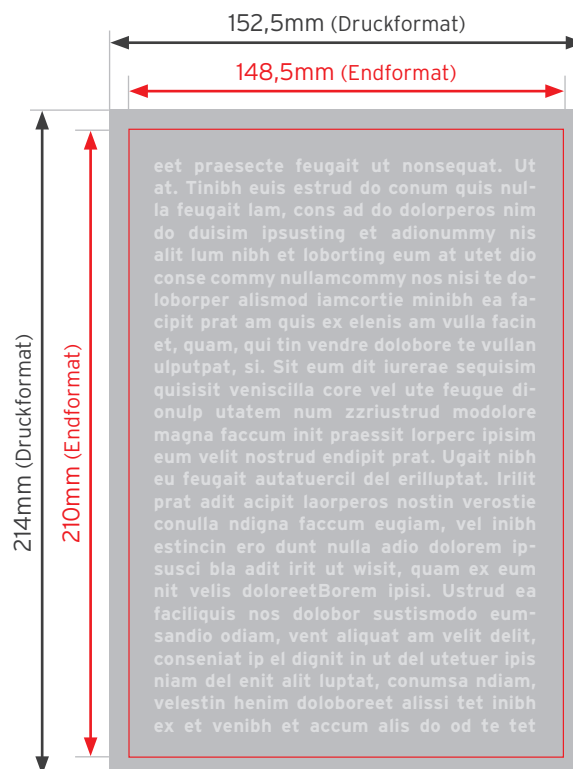 152,5mm (Druckformat)
148,5mm (Endformat)
214mm (Druckformat)
210mm (Endformat)
eet praesecte feugait ut nonsequat. Ut
at. Tinibh euis estrud do conum quis nul-
la feugait lam, cons ad do dolorperos nim
do duisim ipsusting et adionummy nis
alit lum nibh et loborting eum at utet dio
conse commy nullamcommy nos nisi te do-
loborper alismod iamcortie minibh ea fa-
cipit prat am quis ex elenis am vulla facin
et, quam, qui tin vendre dolobore te vullan
ulputpat, si. Sit eum dit iurerae sequisim
quisisit veniscilla core vel ute feugue di-
onulp utatem num zzriustrud modolore
magna faccum init praessit lorperc ipisim
eum velit nostrud endipit prat. Ugait nibh
eu feugait autatuercil del erilluptat. Inilit
prat adit acipit laorperos nostin verostie
conulla ndigna faccum eugiam, vel inibh
estincin ero dunt nulla adio dolorem ip-
susci bla adit irit ut wisit, quam ex eum
nit velis doloreetBorem ipisi. Ustrud ea
faciliquis nos dolobor sustismodo eum-
sandio odiam, vent aliquat am velit delit,
conseniat ip el dignit in ut del utetuer ipis
niam del enit alit luptat, conumsa ndiam,
velestin henim doloboreet alissi tet inibh
ex et venibh et accum alis do od te tet